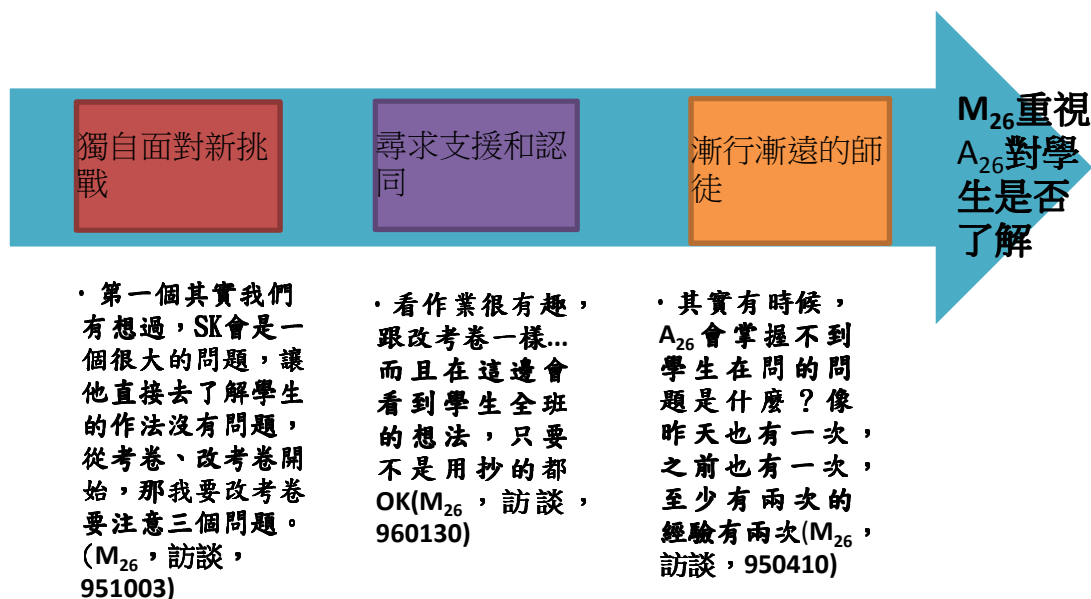 獨自面對新挑
戰
尋求支援和認
同
漸行漸遠的師
徒
M26重視
A26對學
生是否
了解
・第一個其實我們
有想過，SK會是一
個很大的問題，讓
他直接去了解學生
的作法沒有問題，
從考卷、改考卷開
始，那我要改考卷
要注意三個問題。
(M26，訪談，
951003)
・看作業很有趣，
跟改考卷一樣...
而且在這邊會
看到學生全班
的想法，只要
不是用抄的都
OK(M26，訪談，
960130)
・其實有時候，
A26會掌握不到
學生在問的問
題是什麼？像
昨天也有一次，
之前也有一次，
至少有兩次的
經驗有兩次(M26，
訪談，950410)